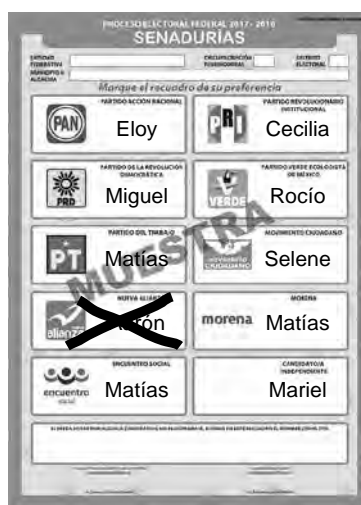 PROCESO ELECTORAL FEDERAL 2017 - 2018
SENADURÍAS
ENTIDAD FEDERATIVA
CIRCUNSCRIPCIÓN PLURINOMINAL
DISTRITO ELECTORAL
MUNICIPIO O
Marque el recuadro de su preferencia
PARTIDO ACCIÓN NACIONAL
PAN
Eloy
PARTIDO REVOLUCIONARIO
INSTITUCIONAL
PRI
Cecilia
PARTIDO DE LA REVOLUCIÓN
DEMOCRÁTICA
PRD
Miguel
PARTIDO VERDE ECOLOGISTA
DE MÉXICO
VERDE
Rocío
PARTIDO DEL TRABAJO
PT
Matías
MOVIMIENTO CIUDADANO
MOVIMIENTO
CIUDADANO
Selene
MUESTRA
NUEVA ALIANZA
alianza
MORENA
morena
Matías
ENCUENTRO SOCIAL
encuentro
social
Matías
CANDIDATO/A
INDEPENDIENTE
Mariel